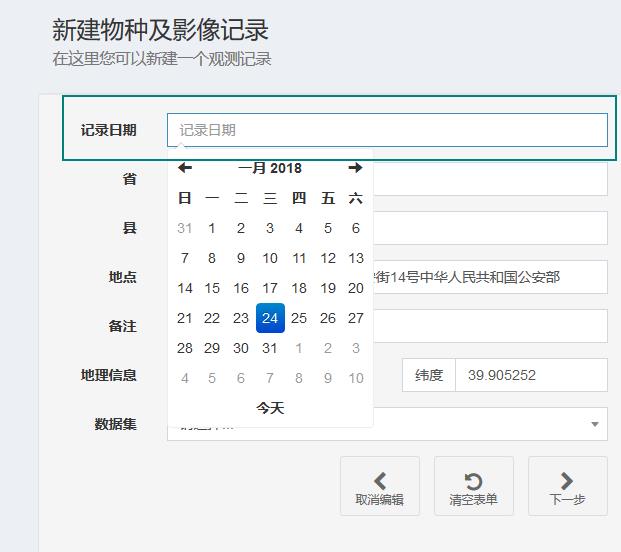 新建物种及影像记录
在这里您可以新建一个观测记录
记录日期 记录日期
一月 2018
省
日 一 二 三 四 五 六
31 1 2 3 4 5 6
县
7 8 9 10 11 12 13
地点 街14号中华人民共和国公安部
14 15 16 17 18 19 20
21 22 23 24 25 26 27
备注
28 29 30 31 1 2 3
地理信息 纬度 39.905252
4 5 6 7 8 9 10
今天
数据集
取消编辑 清空表单 下一步